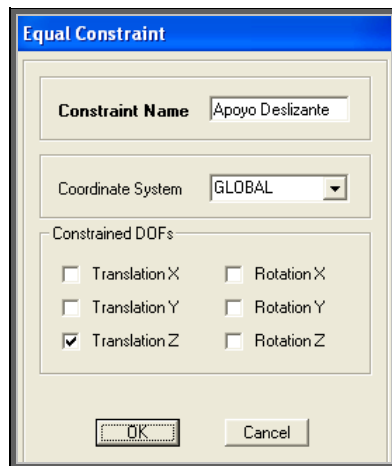 Equal Constraint
Constraint Name Apoyo Deslizante
Coordinate System GLOBAL
Constrained DOFs
Translation X Rotation X
Translation Y Rotation Y
Translation Z Rotation Z
OK Cancel